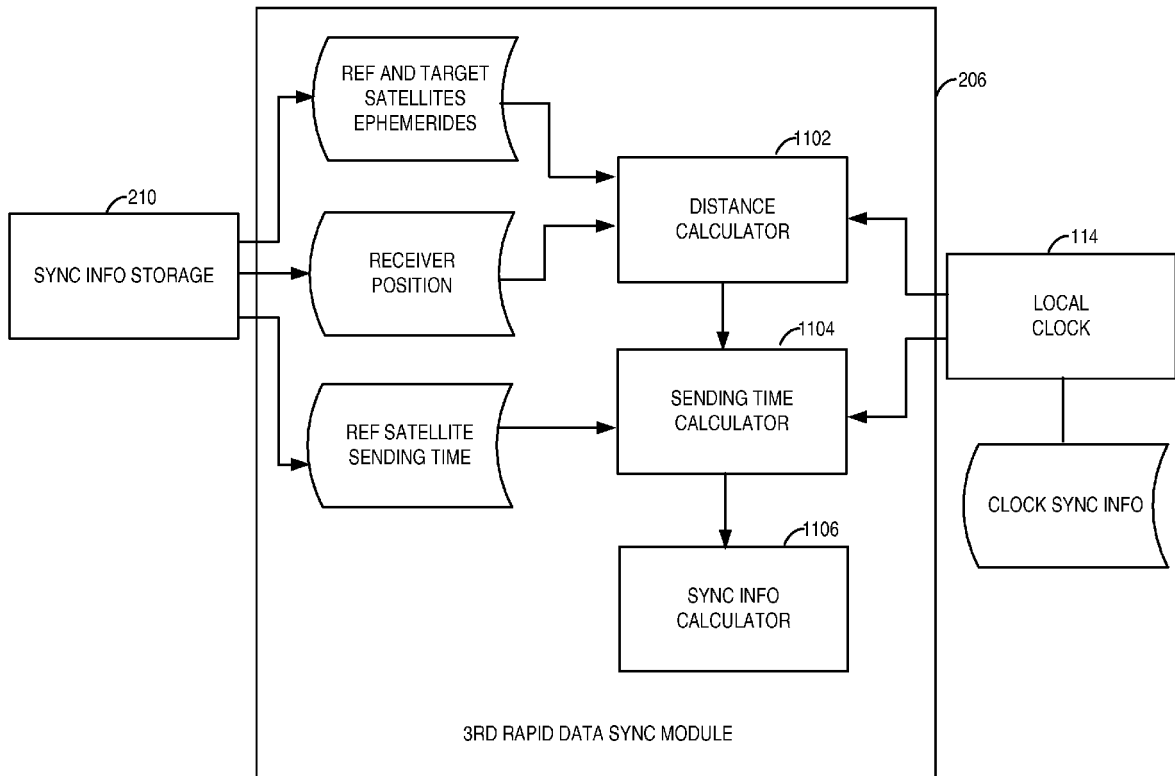 REF AND TARGET
SATELLITES
EPHEMERIDES
206
1102
DISTANCE
CALCULATOR
210
SYNC INFO STORAGE
RECEIVER
POSITION
114
LOCAL
CLOCK
1104
SENDING TIME
CALCULATOR
REF SATELLITE
SENDING TIME
CLOCK SYNC INFO
1106
SYNC INFO
CALCULATOR
3RD RAPID DATA SYNC MODULE